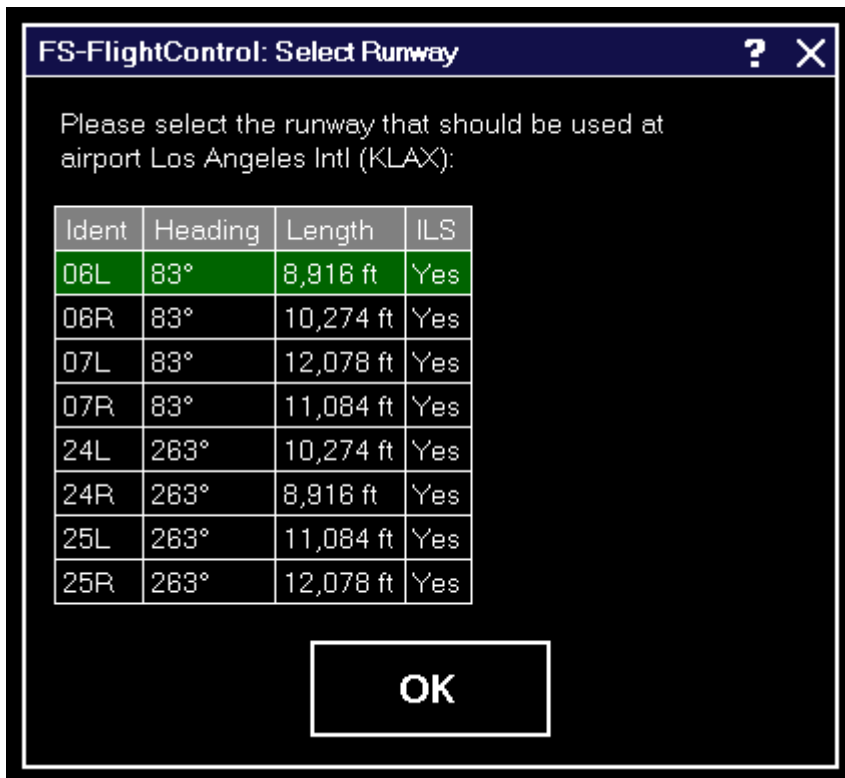 FS-FlightControl: Select Runway ? X
Please select the runway that should be used at
airport Los Angeles Intl (KLAX):
Ident Heading Length ILS
06L 83° 8,916 ft Yes
06R 83° 10,274 ft Yes
07L 83° 12,078 ft Yes
07R 83° 11,084 ft Yes
24L 263° 10,274 ft Yes
24R 263° 8,916 ft Yes
25L 263° 11,084 ft Yes
25R 263° 12,078 ft Yes
OK